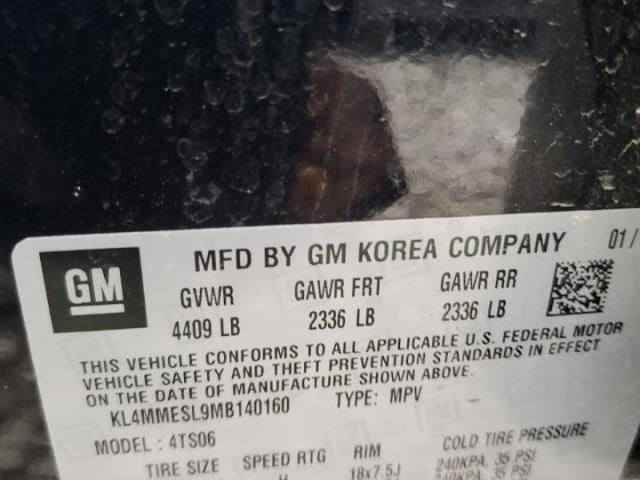 GM
MFD BY GM KOREA COMPANY 01/
GVWR GAWR FRT GAWR RR
4409 LB 2336 LB 2336 LB
THIS VEHICLE CONFORMS TO ALL APPLICABLE U.S. FEDERAL MOTOR
VEHICLE SAFETY AND THEFT PREVENTION STANDARDS IN EFFECT
ON THE DATE OF MANUFACTURE SHOWN ABOVE.
KL4MMESL9MB140160 TYPE: MPV
MODEL: 4TS06
TIRE SIZE SPEED RTG RIM COLD TIRE PRESSURE
H 18x7.5J 240KPA, 35 PSI
240KPA, 35 PSI